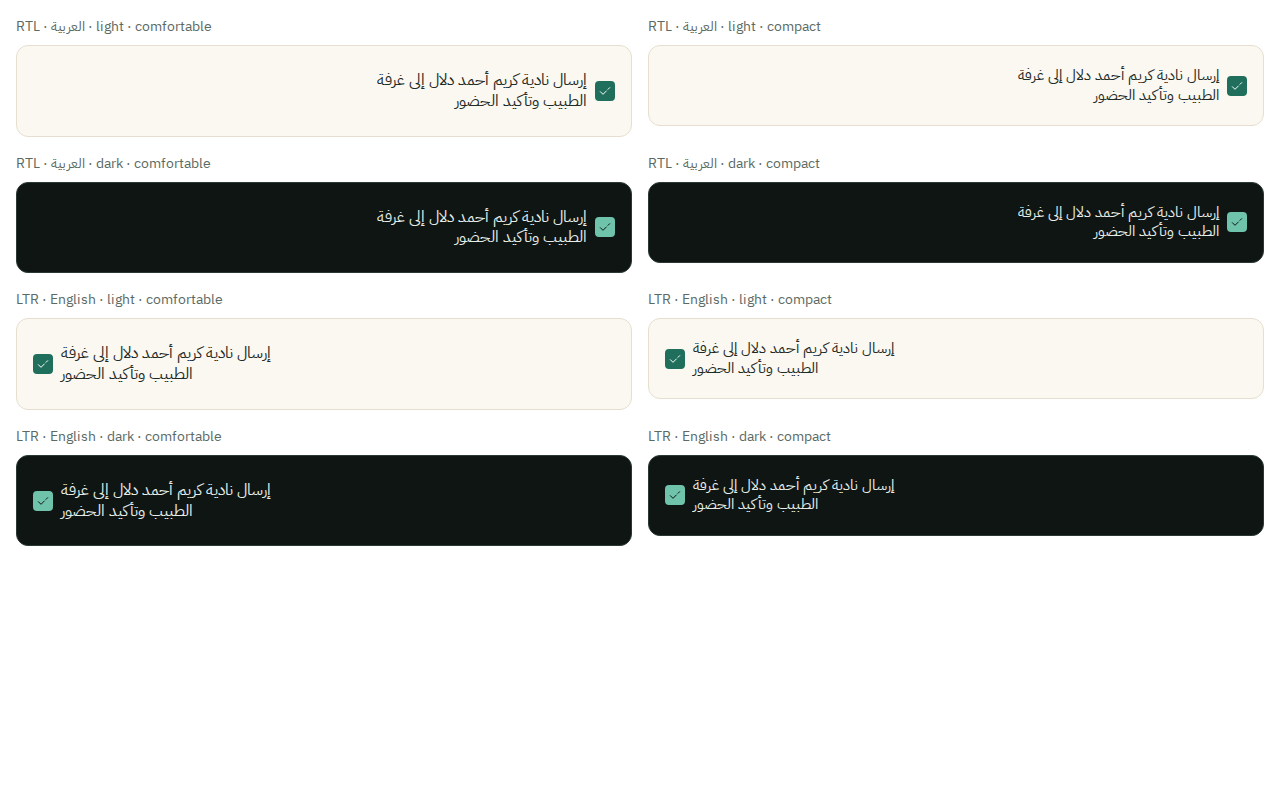 RTL · العربية · light · comfortable
إرسال نادية كريم أحمد دلال إلى غرفة
الطبيب وتأكيد الحضور
RTL · العربية · light · compact
إرسال نادية كريم أحمد دلال إلى غرفة
الطبيب وتأكيد الحضور
RTL · العربية · dark · comfortable
إرسال نادية كريم أحمد دلال إلى غرفة
الطبيب وتأكيد الحضور
RTL · العربية · dark · compact
إرسال نادية كريم أحمد دلال إلى غرفة
الطبيب وتأكيد الحضور
LTR · English · light · comfortable
إرسال نادية كريم أحمد دلال إلى غرفة
الطبيب وتأكيد الحضور
LTR · English · light · compact
إرسال نادية كريم أحمد دلال إلى غرفة
الطبيب وتأكيد الحضور
LTR · English · dark · comfortable
إرسال نادية كريم أحمد دلال إلى غرفة
الطبيب وتأكيد الحضور
LTR · English · dark · compact
إرسال نادية كريم أحمد دلال إلى غرفة
الطبيب وتأكيد الحضور